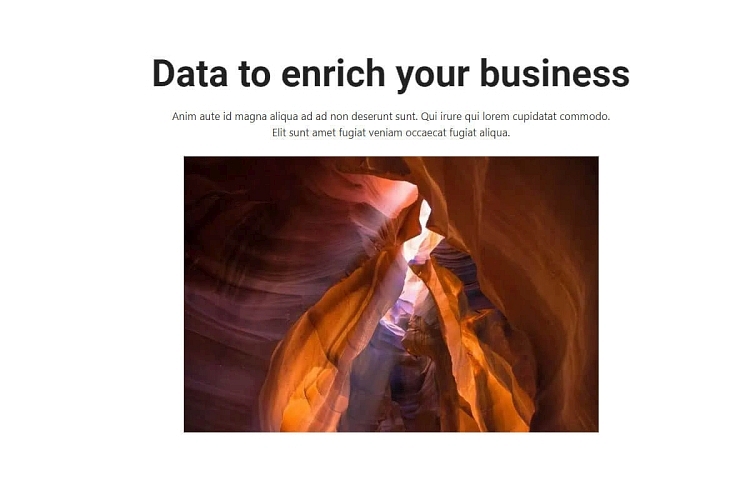 Data to enrich your business
Anim aute id magna aliqua ad ad non deserunt sunt. Qui irure qui lorem cupidatat commodo.
Elit sunt amet fugiat veniam occaecat fugiat aliqua.